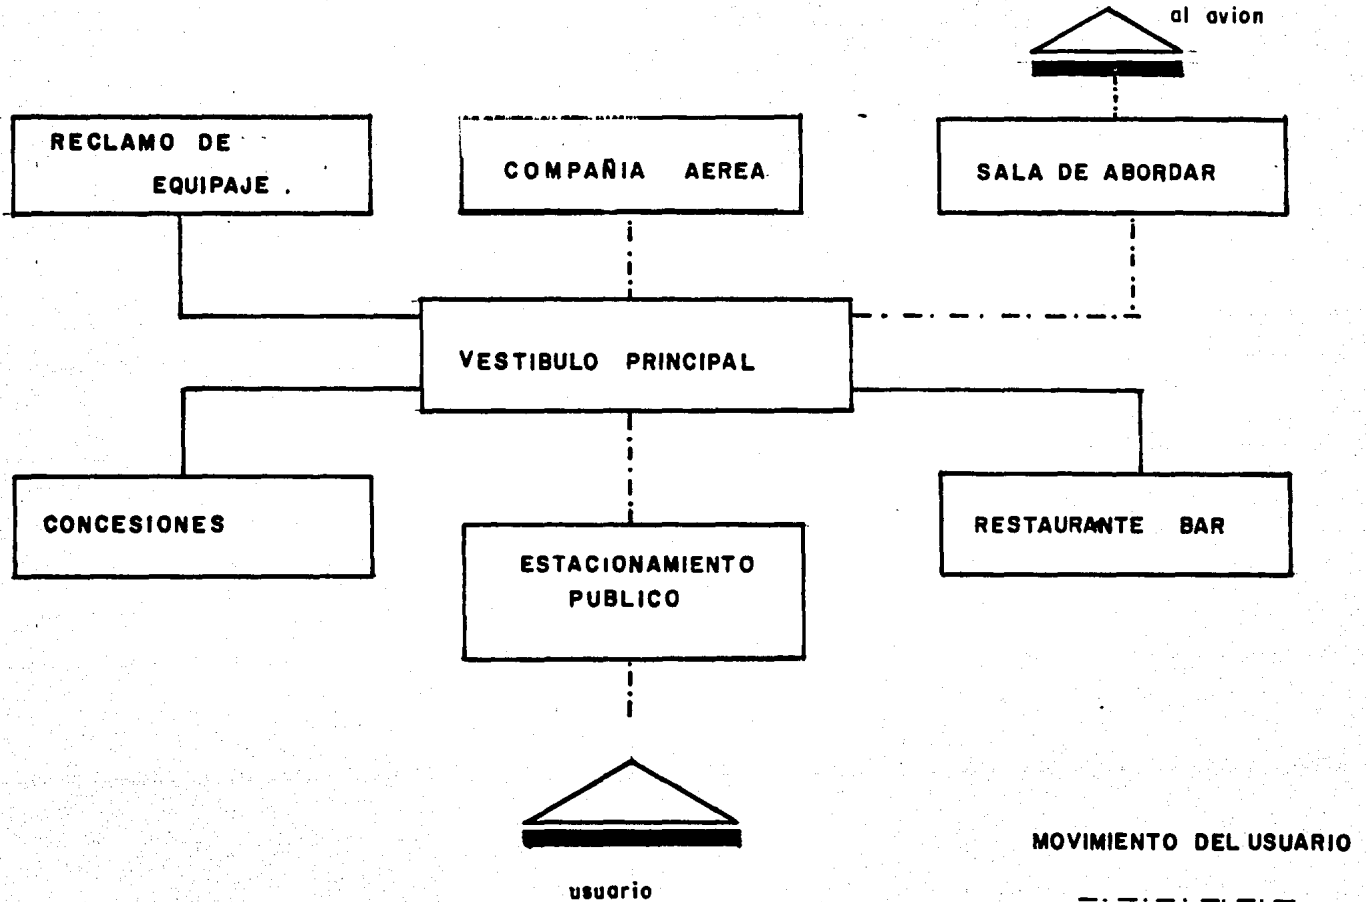 al avion
RECLAMO DE
EQUIPAJE .
COMPAÑIA AEREA
SALA DE ABORDAR
VESTIBULO PRINCIPAL
CONCESIONES
ESTACIONAMIENTO
PUBLICO
RESTAURANTE BAR
MOVIMIENTO DEL USUARIO
usuario